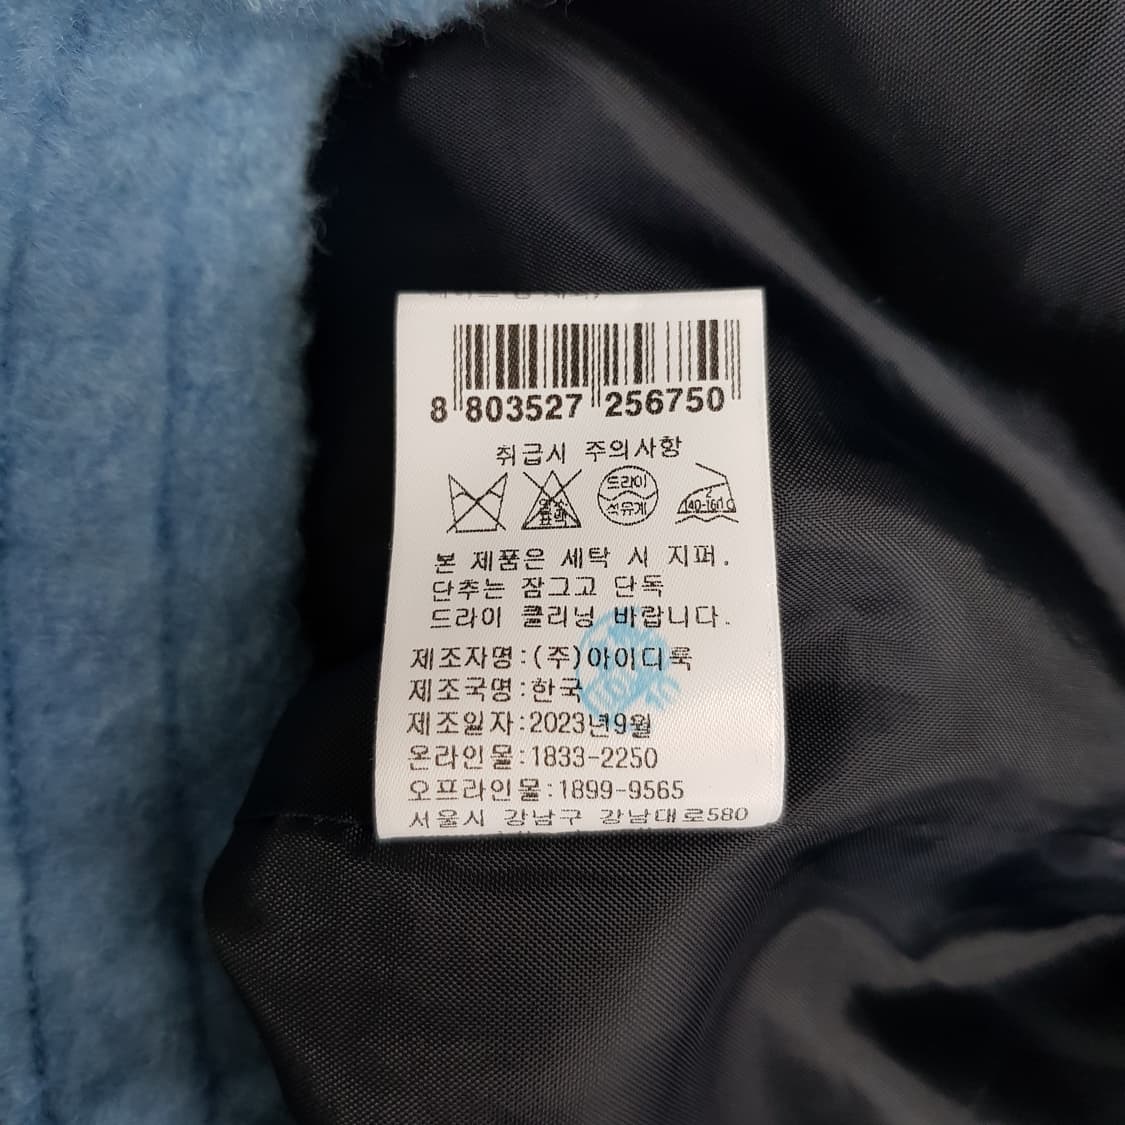 8 803527 256750
취급시 주의사항
드라이
염소 석유계
표백 140-160℃
본 제품은 세탁 시 지퍼.
단추는 잠그고 단독
드라이 클리닝 바랍니다.
제조자명:(주)아이디룩
제조국명:한국
제조일자:2023년9월
온라인몰:1833-2250
오프라인몰:1899-9565
서울시 강남구 강남대로580